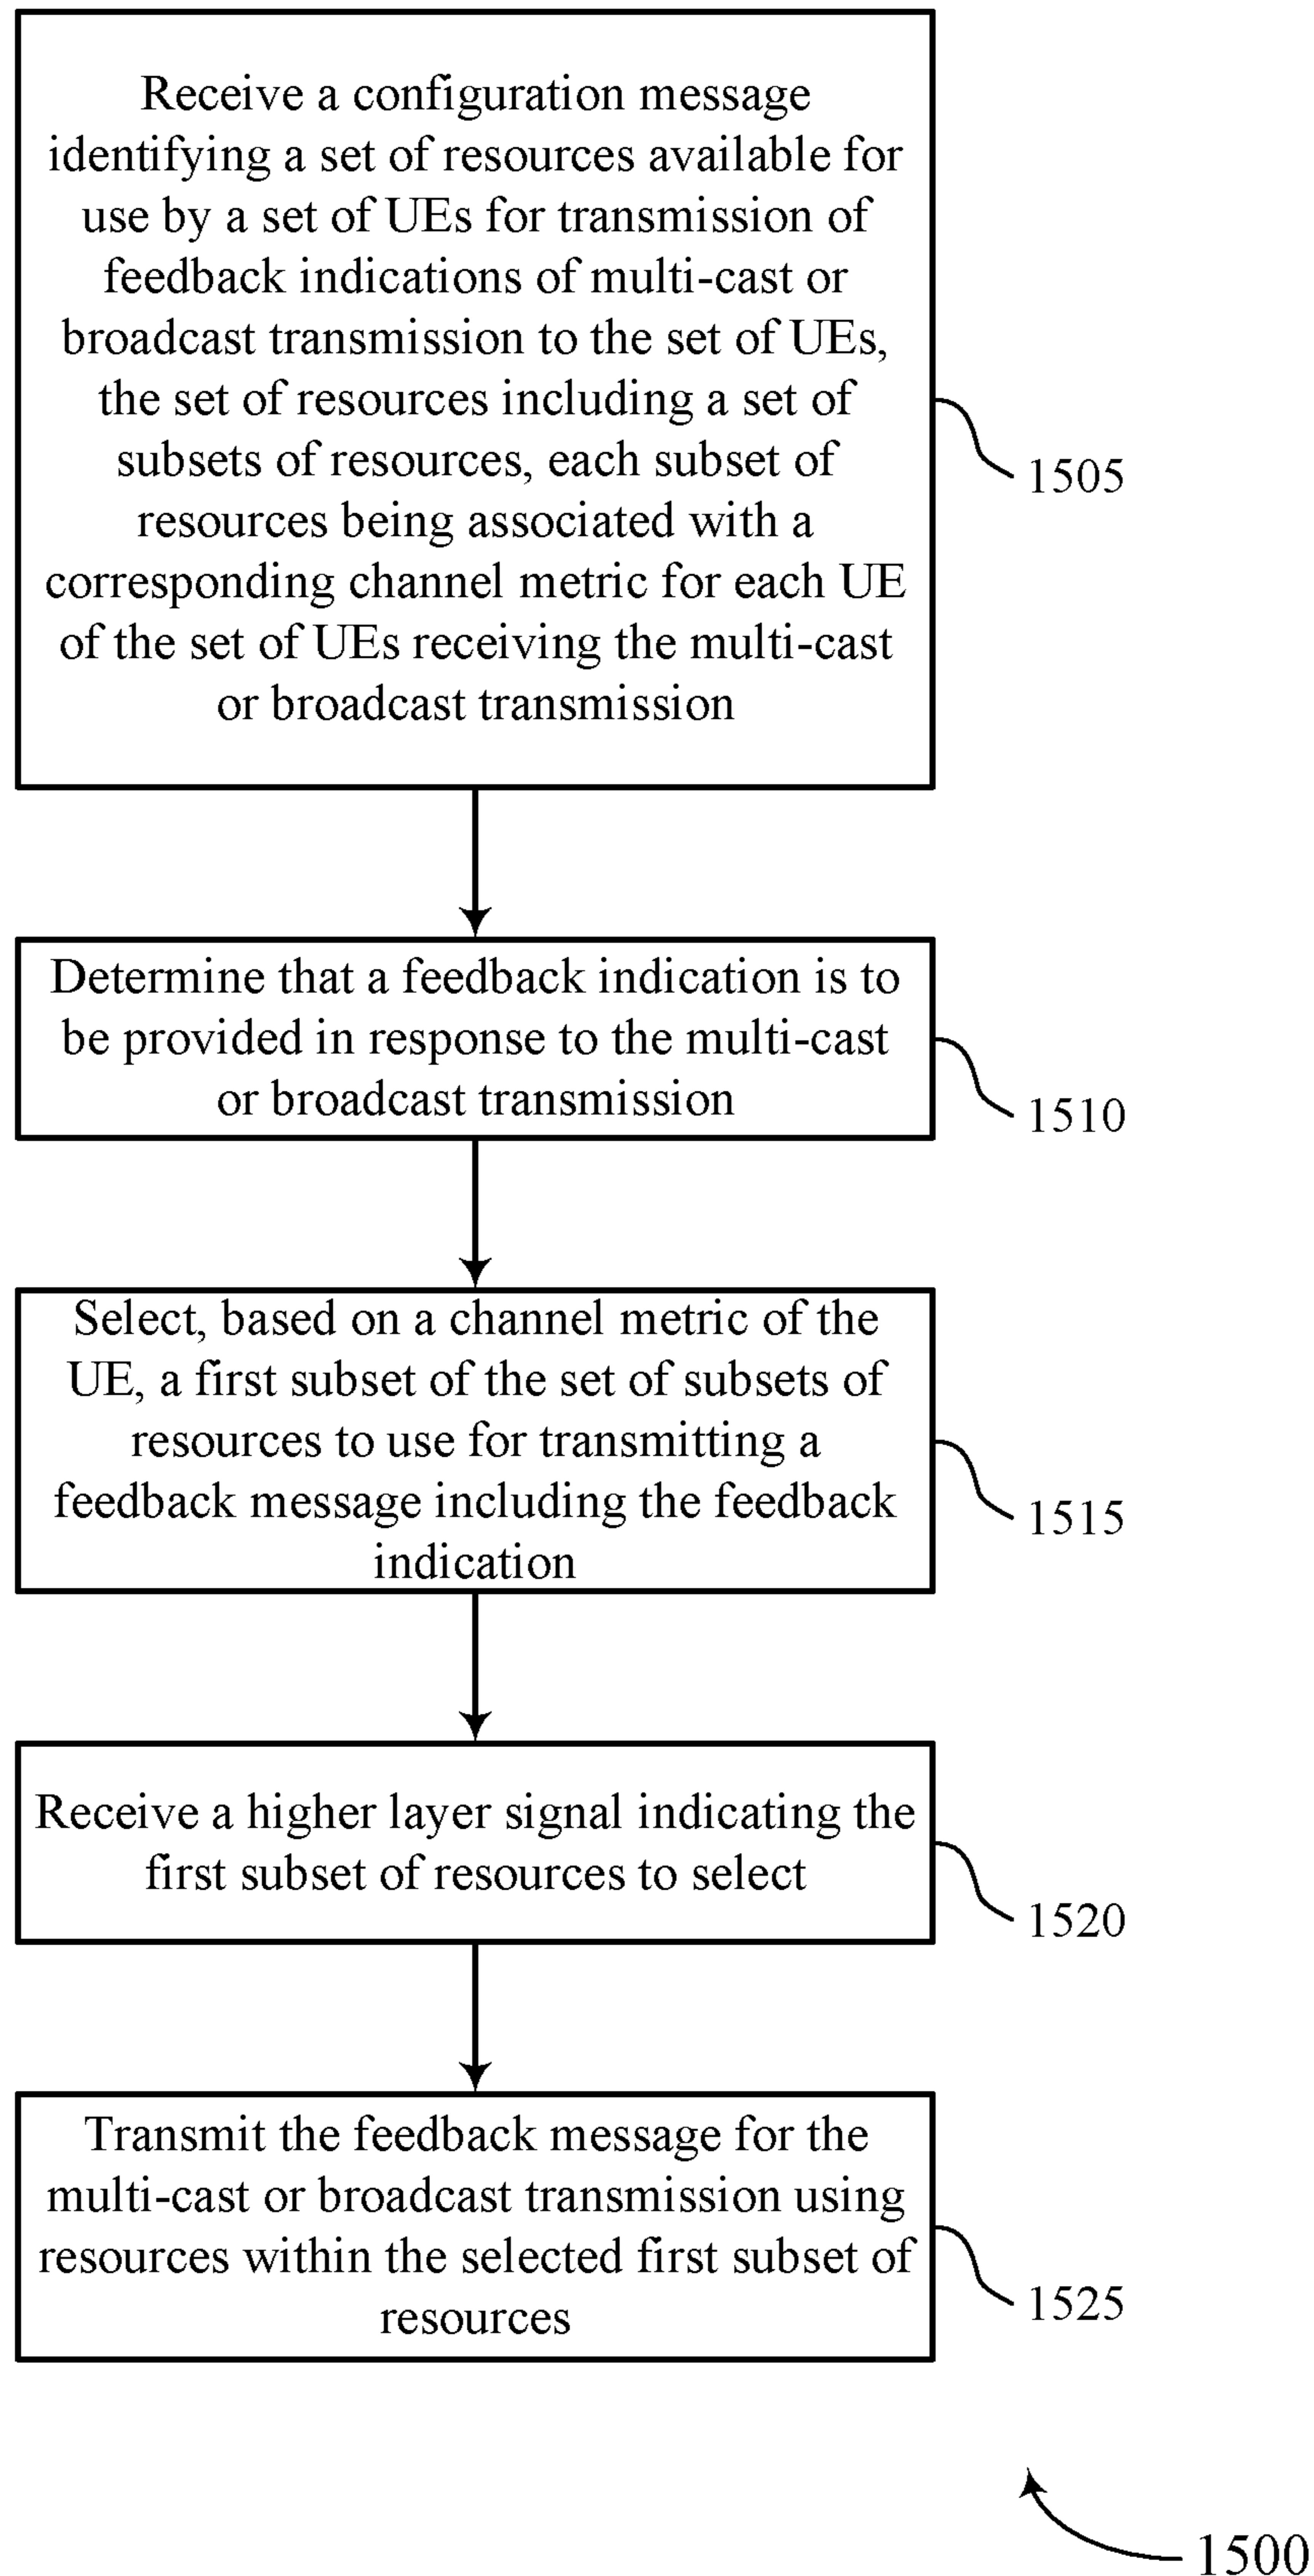 Receive a configuration message
identifying a set of resources available for
use by a set of UEs for transmission of
feedback indications of multi-cast or
broadcast transmission to the set of UEs,
the set of resources including a set of
subsets of resources, each subset of
resources being associated with a
corresponding channel metric for each UE
of the set of UEs receiving the multi-cast
or broadcast transmission
1505
Determine that a feedback indication is to
be provided in response to the multi-cast
or broadcast transmission
1510
Select, based on a channel metric of the
UE, a first subset of the set of subsets of
resources to use for transmitting a
feedback message including the feedback
indication
1515
Receive a higher layer signal indicating the
first subset of resources to select
1520
Transmit the feedback message for the
multi-cast or broadcast transmission using
resources within the selected first subset of
resources
1525
1500